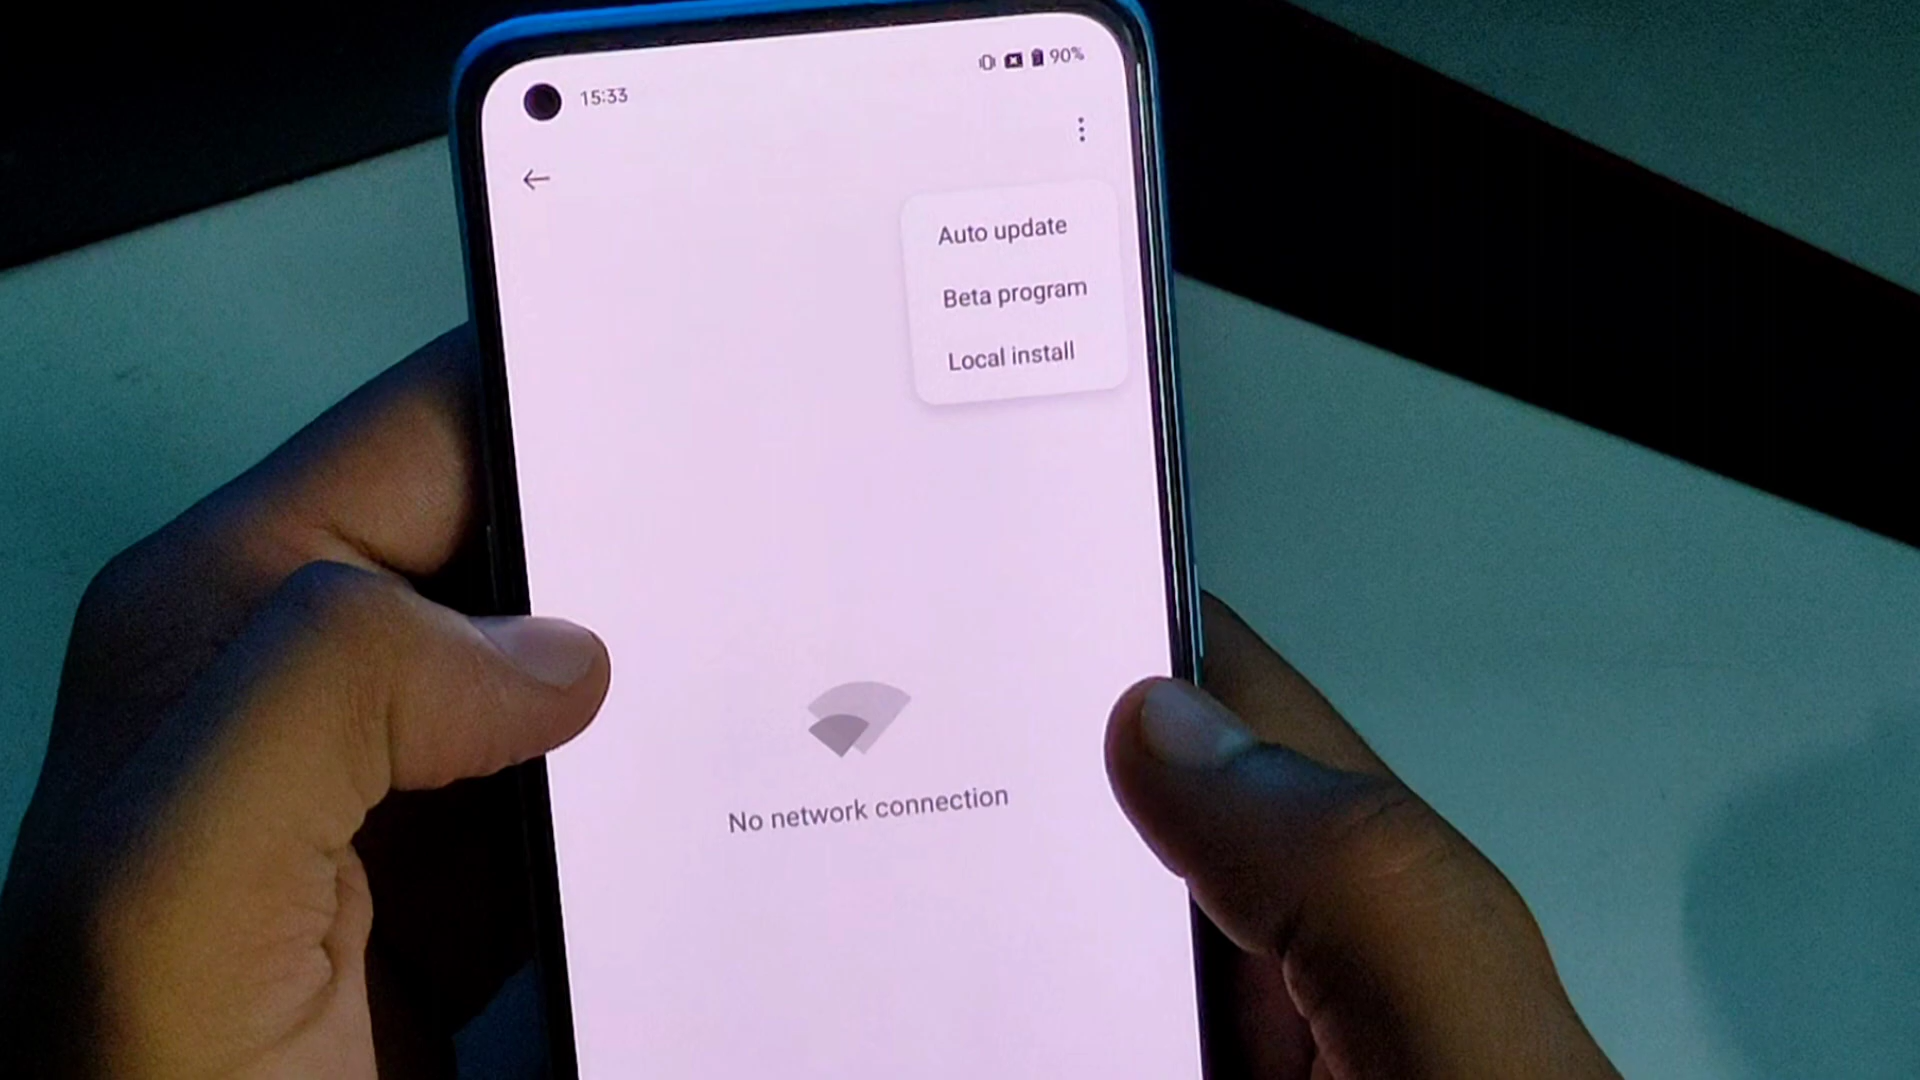 15:33
90%
Auto update
Beta program
Local install
No network connection